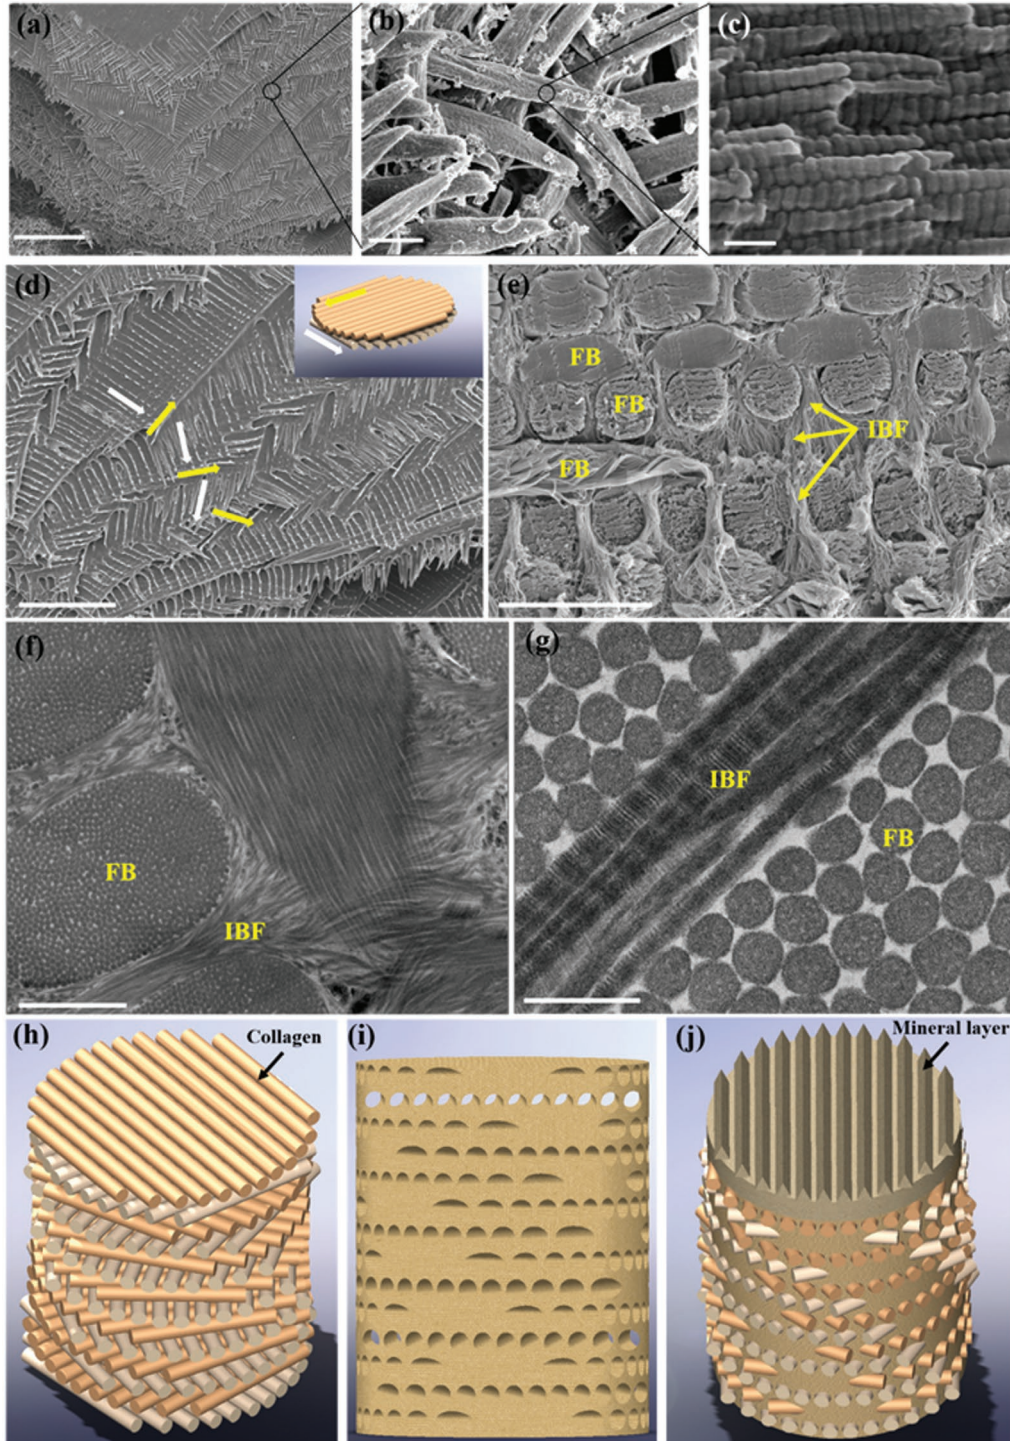 (a)
(b)
(c)
(d)
(e)
FB
FB
IBF
FB
(f)
(g)
IBF
FB
FB
IBF
(h)
Collagen
(i)
(j)
Mineral layer